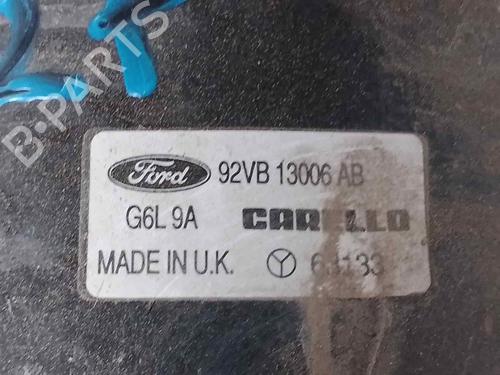 B-PARTS
Ford 92VB 13006 AB
G6L 9A CARELLO
MADE IN U.K.